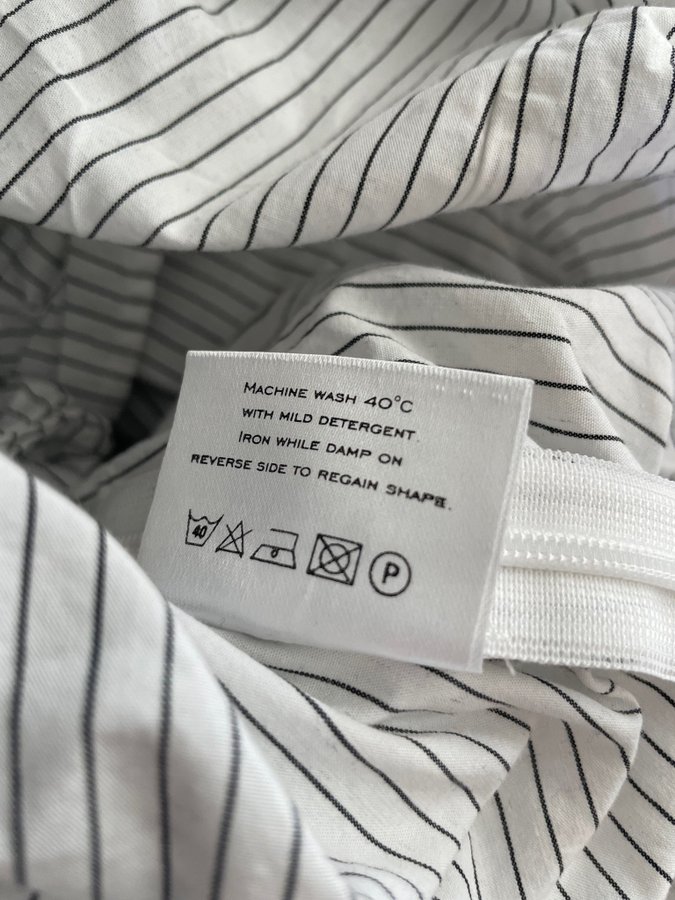 MACHINE WASH 40°C
WITH MILD DETERGENT.
IRON WHILE DAMP ON
REVERSE SIDE TO REGAIN SHAPE.
40 P